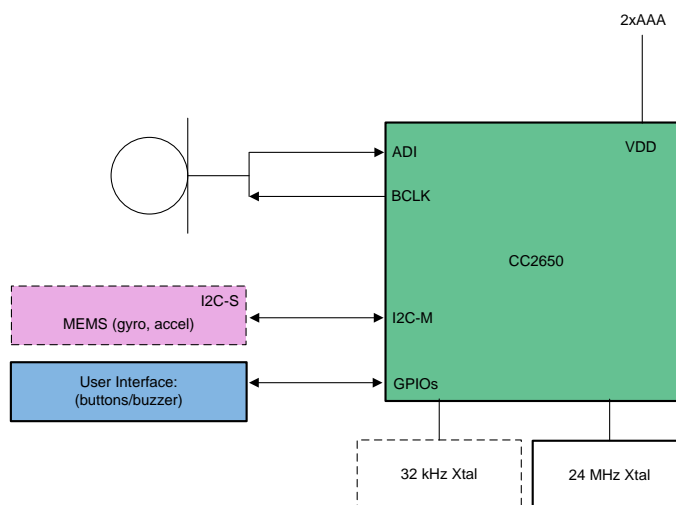 2xAAA
ADI
VDD
BCLK
CC2650
I2C-S
MEMS (gyro, accel)
I2C-M
User Interface:
(buttons/buzzer)
GPIOs
32 kHz Xtal
24 MHz Xtal